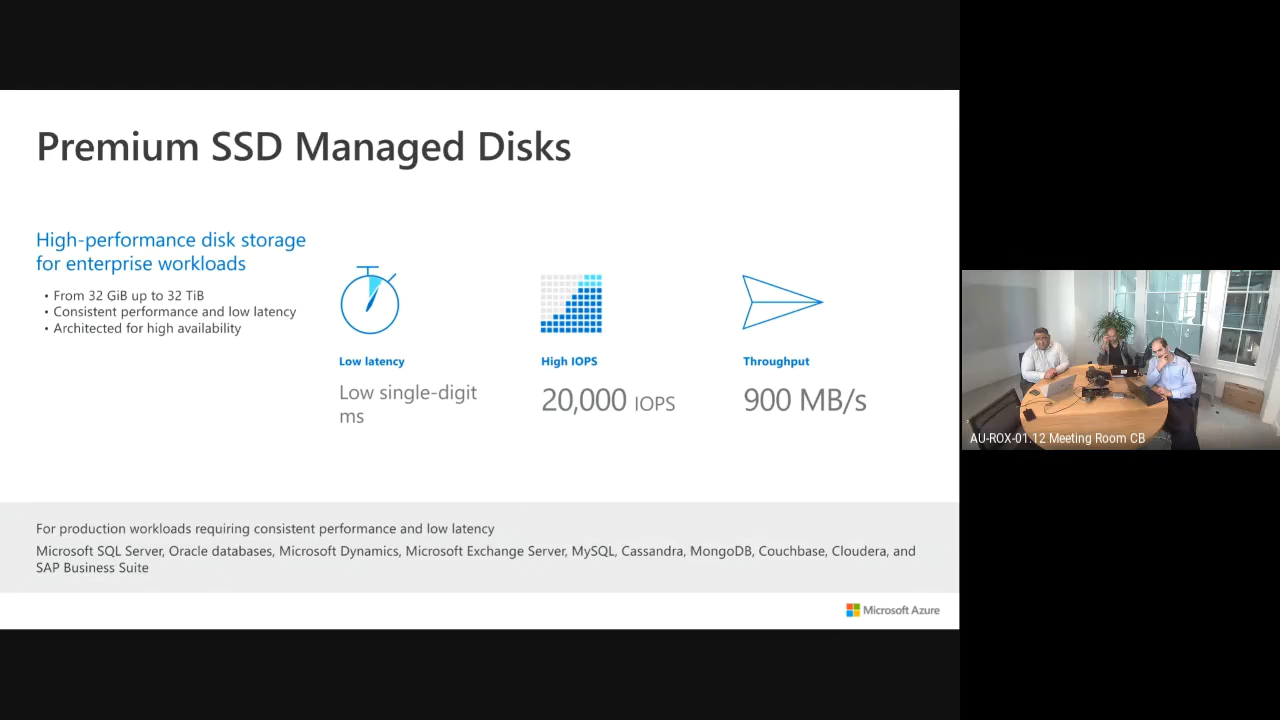 Premium SSD Managed Disks
High-performance disk storage
for enterprise workloads
• From 32 GiB up to 32 TiB
• Consistent performance and low latency
• Architected for high availability
Low latency
Low single-digit
ms
High IOPS
20,000 IOPS
Throughput
900 MB/s
For production workloads requiring consistent performance and low latency
Microsoft SQL Server, Oracle databases, Microsoft Dynamics, Microsoft Exchange Server, MySQL, Cassandra, MongoDB, Couchbase, Cloudera, and
SAP Business Suite
Microsoft Azure
AU-ROX-01.12 Meeting Room CB